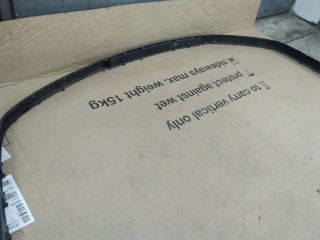 sideways max. weight 15kg
protect against wet
to carry vertical only